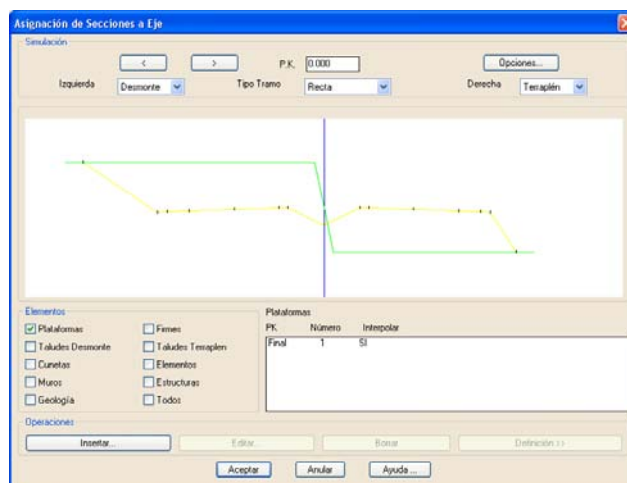 Asignación de Secciones a Eje
Simulación
< > P.K. 0.000 Opciones...
Izquierda Desmonte Tipo Tramo Recta Derecha Terraplén
Elementos
Plataformas Firmes
Taludes Desmonte Taludes Terraplen
Cunetas Elementos
Muros Estructuras
Geología Todos
Plataformas
PK Número Interpolar
Final 1 SI
Operaciones
Insertar... Editar... Borrar Definición >>
Aceptar Anular Ayuda ...